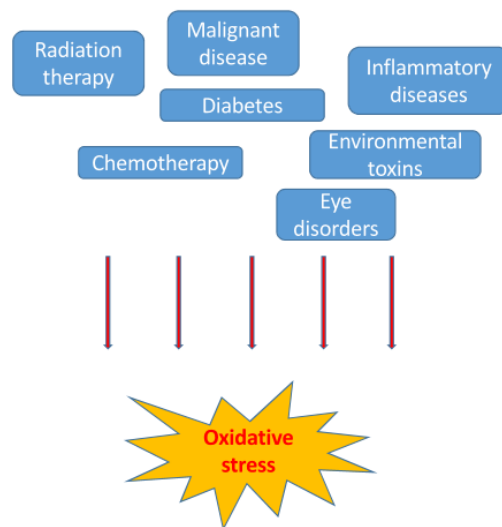 Radiation
therapy
Malignant
disease
Inflammatory
diseases
Diabetes
Chemotherapy
Environmental
toxins
Eye
disorders
Oxidative
stress